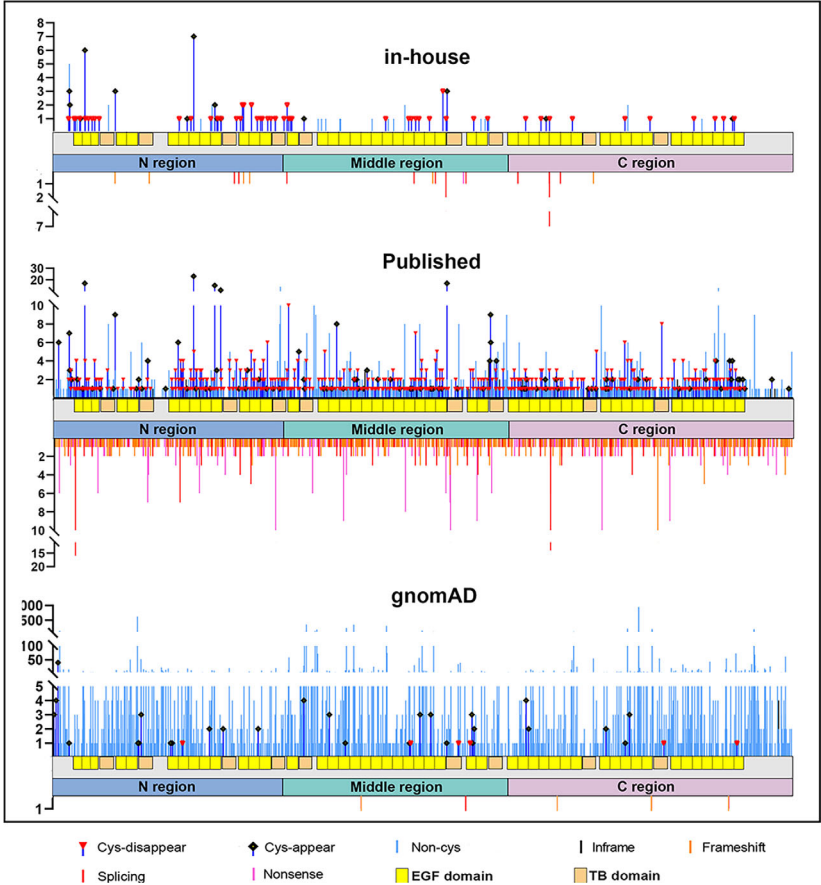 8
7
6
5
4
3
2
1
in-house
N region
Middle region
C region
1
2
7
Published
30
20
10
8
6
4
2
N region
Middle region
C region
2
4
6
8
10
15
20
gnomAD
000
500
100
50
5
4
3
2
1
N region
Middle region
C region
1
Cys-disappear
Cys-appear
Non-cys
Inframe
Frameshift
Splicing
Nonsense
EGF domain
TB domain